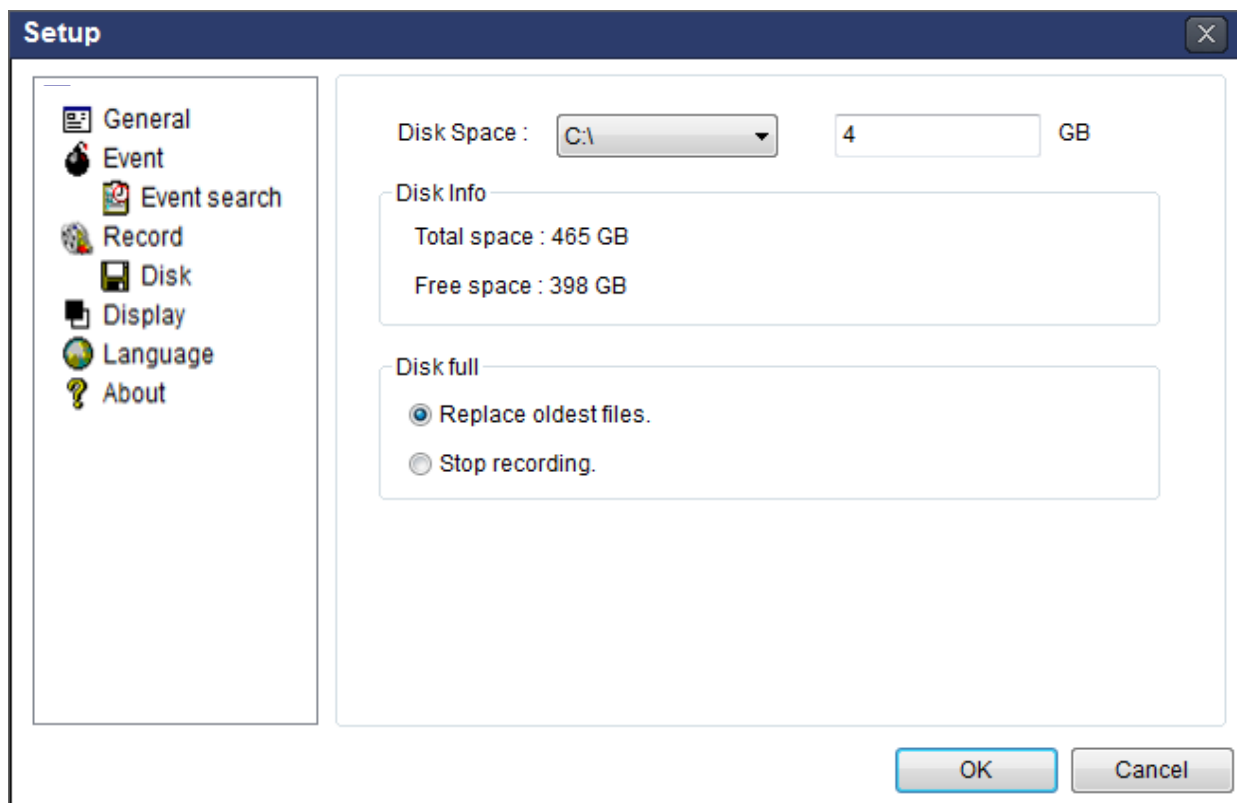 Setup
General
Event
Event search
Record
Disk
Display
Language
About
Disk Space : C:\ 4 GB
Disk Info
Total space : 465 GB
Free space : 398 GB
Disk full
Replace oldest files.
Stop recording.
OK Cancel